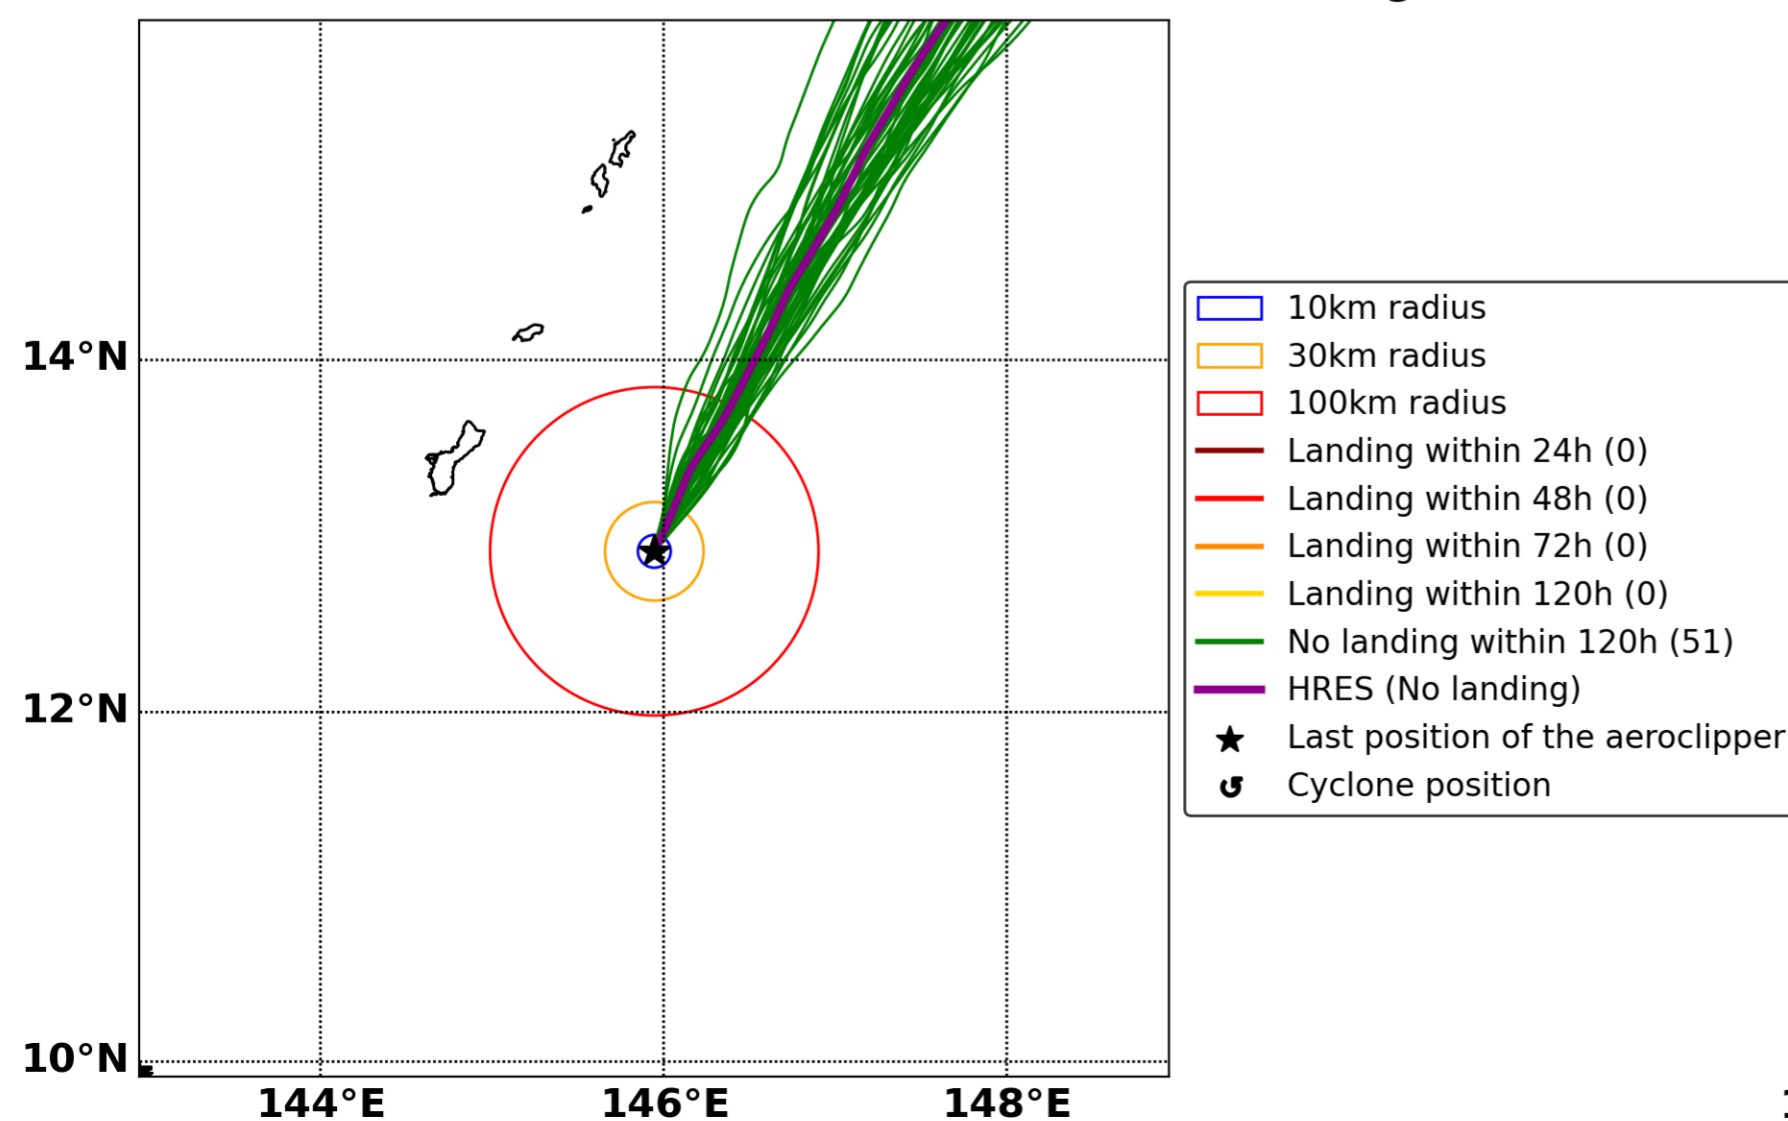 14°N
12°N
10°N
144°E
146°E
148°E
10km radius
30km radius
100km radius
Landing within 24h (0)
Landing within 48h (0)
Landing within 72h (0)
Landing within 120h (0)
No landing within 120h (51)
HRES (No landing)
Last position of the aeroclipper
Cyclone position